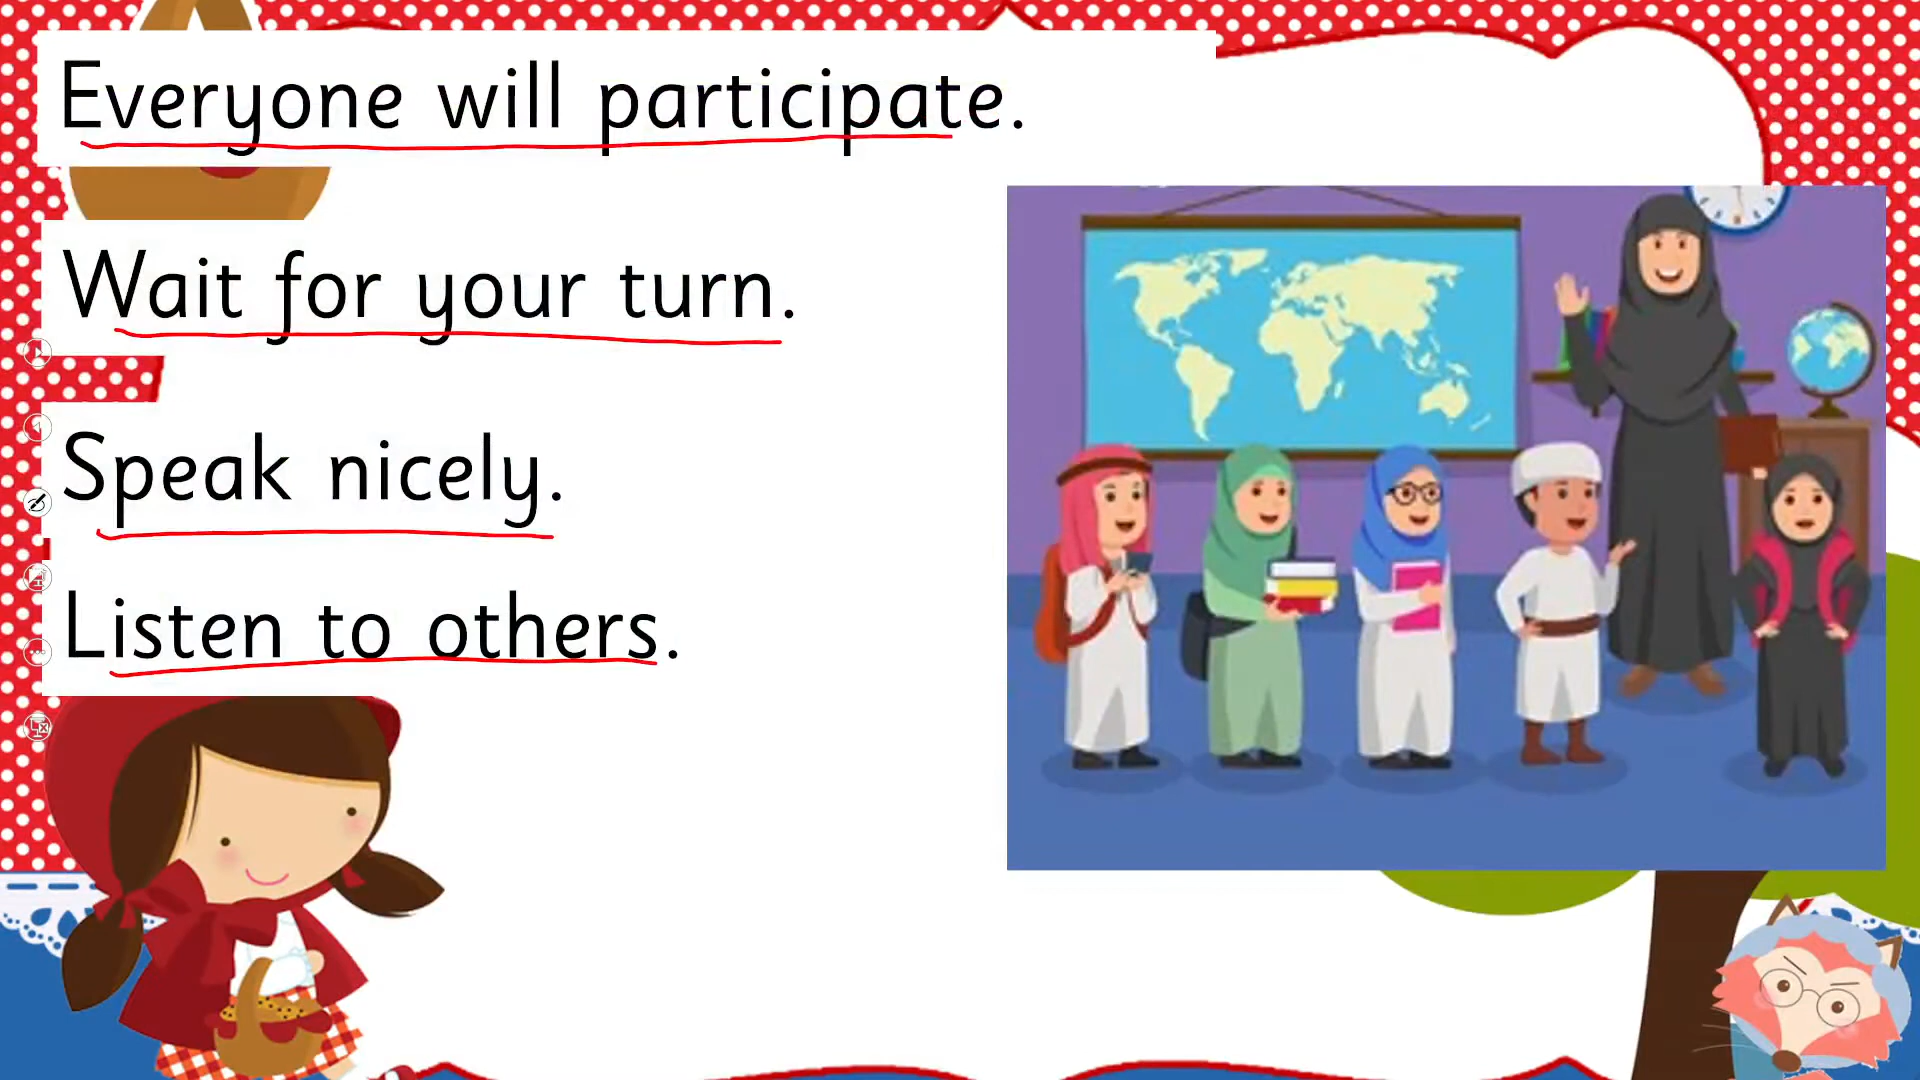 Everyone will participate.
Wait for your turn.
Speak nicely.
Listen to others.